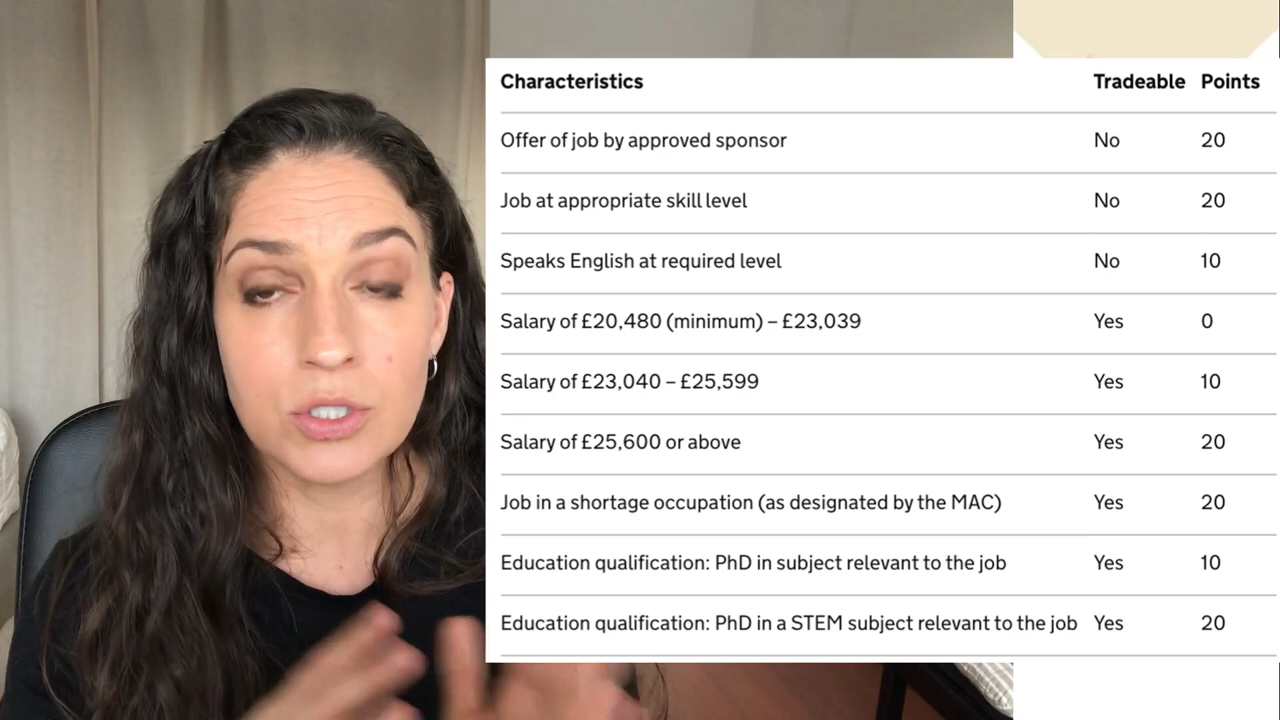 Characteristics Tradeable Points
Offer of job by approved sponsor No 20
Job at appropriate skill level No 20
Speaks English at required level No 10
Salary of £20,480 (minimum) – £23,039 Yes 0
Salary of £23,040 – £25,599 Yes 10
Salary of £25,600 or above Yes 20
Job in a shortage occupation (as designated by the MAC) Yes 20
Education qualification: PhD in subject relevant to the job Yes 10
Education qualification: PhD in a STEM subject relevant to the job Yes 20